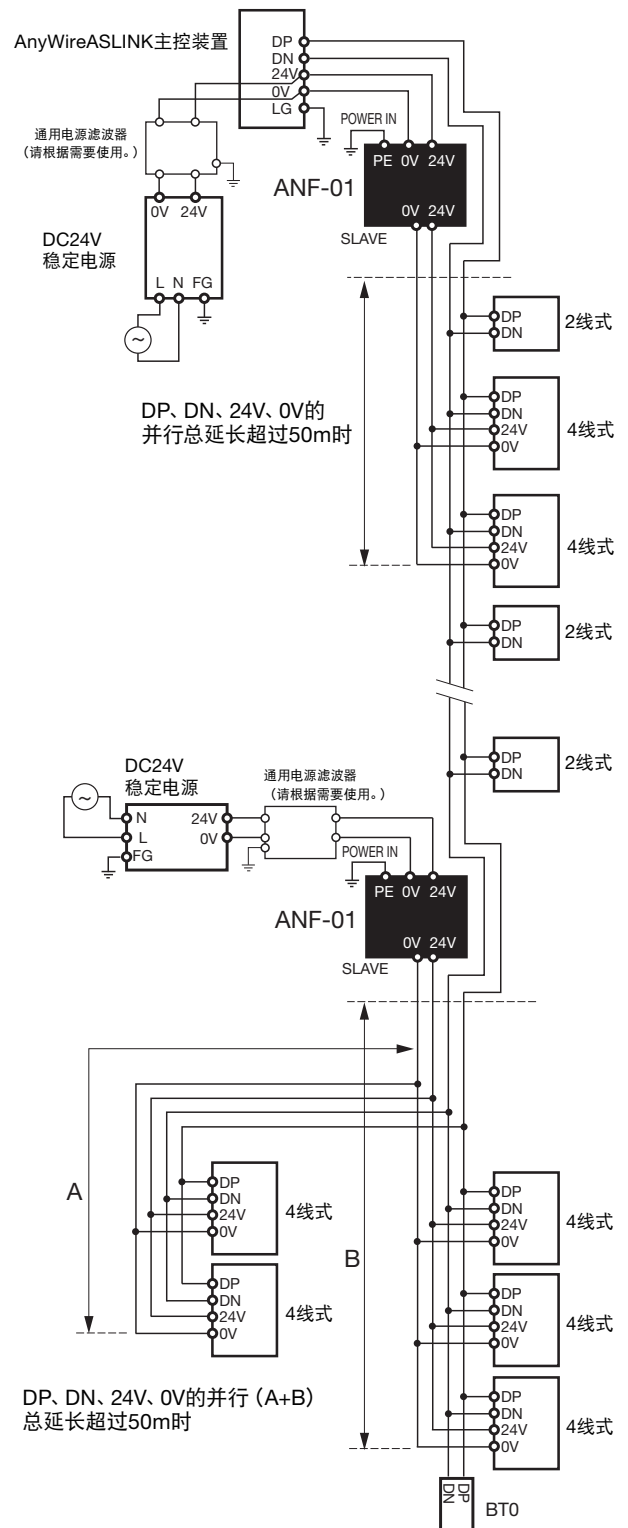 AnyWireASLINK主控装置
DP
DN
24V
0V
LG
通用电源滤波器
（请根据需要使用。）
POWER IN
PE 0V 24V
ANF-01
0V 24V
SLAVE
0V 24V
DC24V
稳定电源
L N FG
DP
DN
2线式
DP、DN、24V、0V的
并行总延长超过50m时
DP
DN
24V
0V
4线式
DP
DN
24V
0V
4线式
DP
DN
2线式
DP
DN
2线式
DC24V
稳定电源
通用电源滤波器
（请根据需要使用。）
N
L
FG
24V
0V
POWER IN
PE 0V 24V
ANF-01
0V 24V
SLAVE
A
DP
DN
24V
0V
4线式
DP
DN
24V
0V
4线式
B
DP
DN
24V
0V
4线式
DP
DN
24V
0V
4线式
DP
DN
24V
0V
4线式
DP、DN、24V、0V的并行（A+B）
总延长超过50m时
DP
DN
BT0